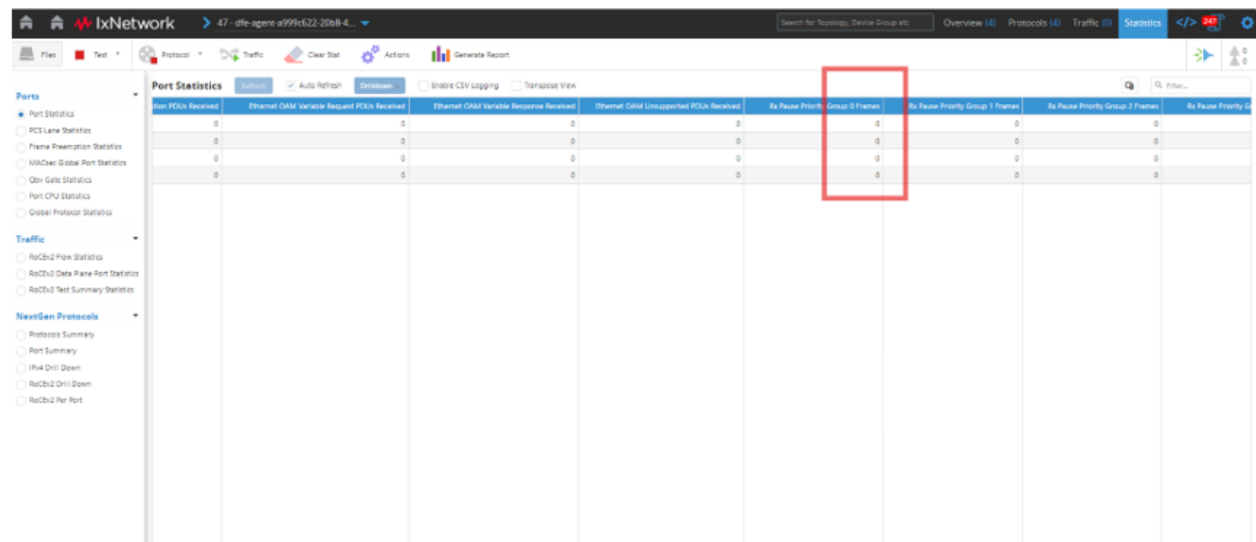 IxNetwork
47 - dfe-agent-a999c622-20b8-4...
Search for Topology, Device Group etc
Overview (4)
Protocols (4)
Traffic (0)
Statistics
</>
247
Files
Test
Protocol
Traffic
Clear Stat
Actions
Generate Report
0
0
Ports
Port Statistics
PCS Lane Statistics
Frame Preemption Statistics
MACsec Global Port Statistics
Qbv Gate Statistics
Port CPU Statistics
Global Protocol Statistics
Traffic
RoCEv2 Flow Statistics
RoCEv2 Data Plane Port Statistics
RoCEv2 Test Summary Statistics
NextGen Protocols
Protocols Summary
Port Summary
IPv4 Drill Down
RoCEv2 Drill Down
RoCEv2 Per Port
Port Statistics
Refresh
Auto Refresh
Drilldown
Enable CSV Logging
Transpose View
Filter...
tion PDUs Received Ethernet OAM Variable Request PDUs Received Ethernet OAM Variable Response Received Ethernet OAM Unsupported PDUs Received Rx Pause Priority Group 0 Frames Rx Pause Priority Group 1 Frames Rx Pause Priority Group 2 Frames Rx Pause Priority G
0 0 0 0 0 0 0
0 0 0 0 0 0 0
0 0 0 0 0 0 0
0 0 0 0 0 0 0